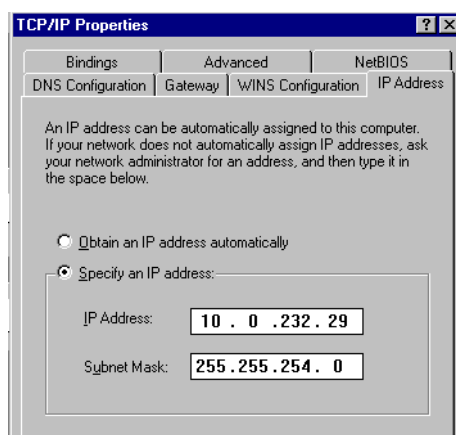 TCP/IP Properties
Bindings Advanced NetBIOS
DNS Configuration Gateway WINS Configuration IP Address
An IP address can be automatically assigned to this computer.
If your network does not automatically assign IP addresses, ask
your network administrator for an address, and then type it in
the space below.
Obtain an IP address automatically
Specify an IP address:
IP Address: 10 . 0 .232 . 29
Subnet Mask: 255.255.254. 0